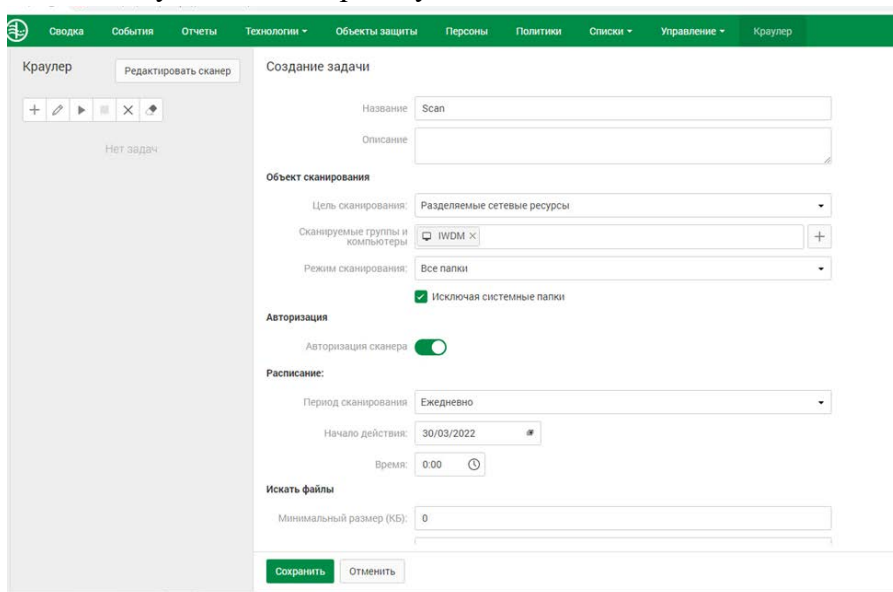 Сводка События Отчеты Технологии Объекты защиты Персоны Политики Списки Управление Краулер
Краулер
Редактировать сканер
Нет задач
Создание задачи
Название Scan
Описание
Объект сканирования
Цель сканирования: Разделяемые сетевые ресурсы
Сканируемые группы и
компьютеры IWDM
Режим сканирования: Все папки
Исключая системные папки
Авторизация
Авторизация сканера
Расписание:
Период сканирования Ежедневно
Начало действия: 30/03/2022
Время: 0:00
Искать файлы
Минимальный размер (КБ): 0
Сохранить Отменить